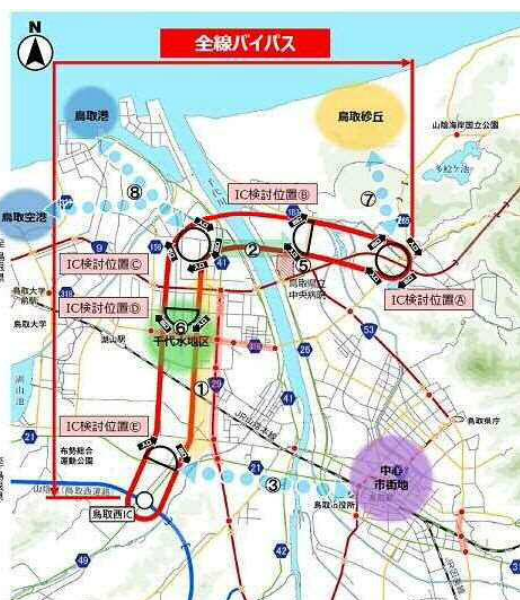 N
全線バイパス
鳥取港
鳥取砂丘
山陰海岸国立公園
多鯰ケ池
鳥取空港
⑧
IC検討位置Ⓑ
⑦
9
②
IC検討位置Ⓒ
41
⑤
鳥取県立
中央病院
IC検討位置Ⓐ
鳥取大学
前駅
IC検討位置Ⓓ
鳥取大学
⑥
千代水地区
湖山駅
53
26
湖山池
①
29
41
JR山陰本線
鳥取県庁
IC検討位置Ⓔ
21
布勢総合
運動公園
21
③
中心
市街地
鳥取市役所
鳥取西IC
49
42